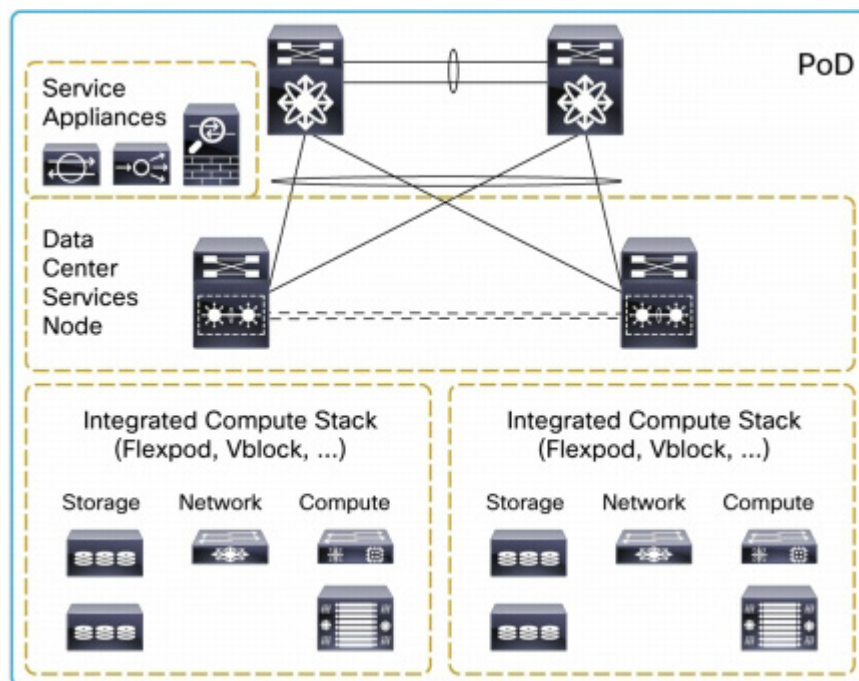 PoD
Service
Appliances
Data
Center
Services
Node
Integrated Compute Stack
(Flexpod, Vblock, ...)
Storage Network Compute
Integrated Compute Stack
(Flexpod, Vblock, ...)
Storage Network Compute